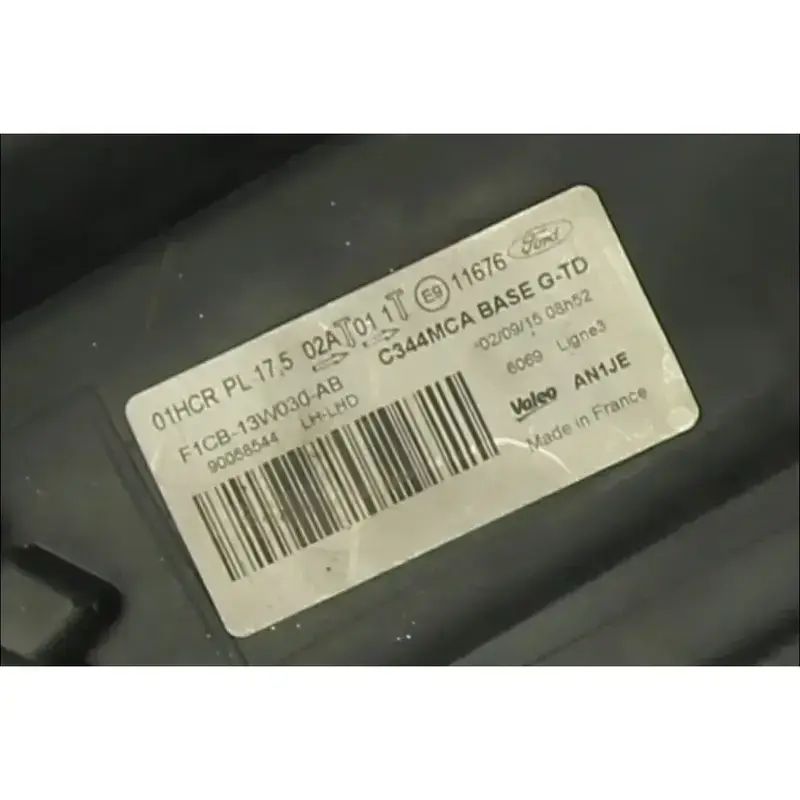 01HCR PL 17,5 02A 01 1 E9 11676 Ford
F1CB-13W030-AB C344MCA BASE G-TD
90068544 LH-LHD 02/09/15 08h52
6069 Ligne3
Valeo AN1JE
Made in France